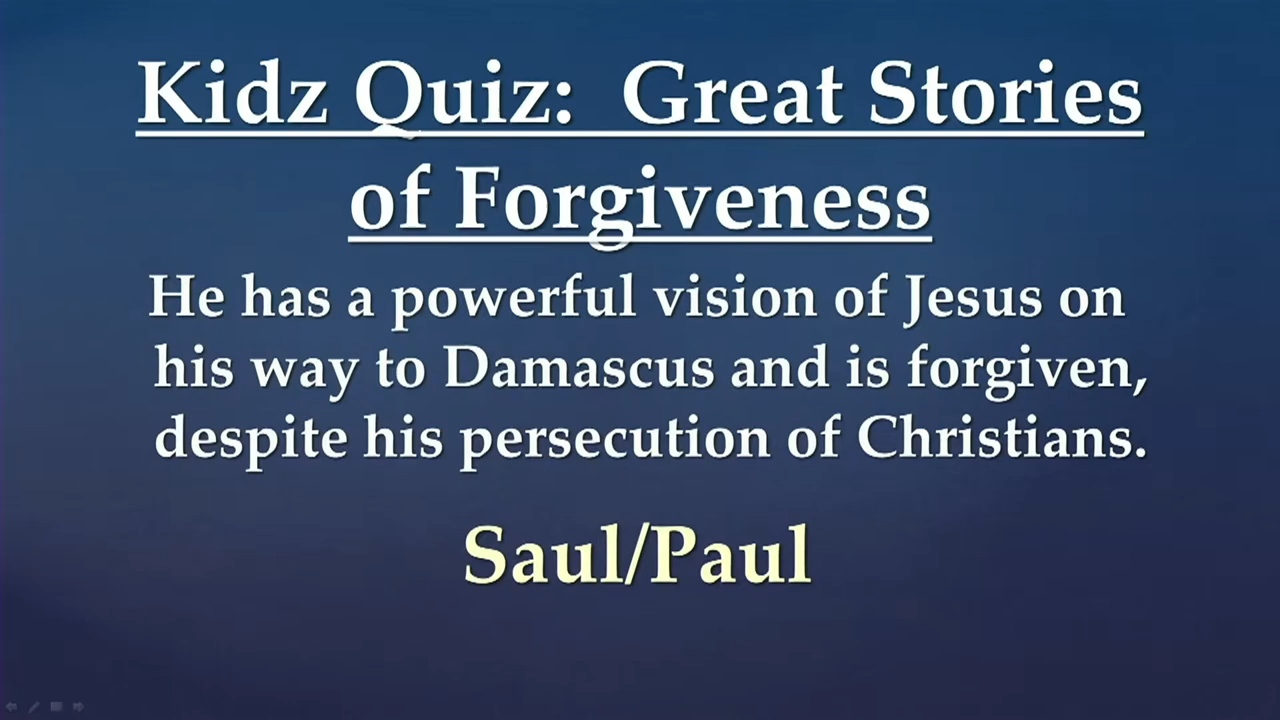 Kidz Quiz:  Great Stories
of Forgiveness
He has a powerful vision of Jesus on
his way to Damascus and is forgiven,
despite his persecution of Christians.
Saul/Paul